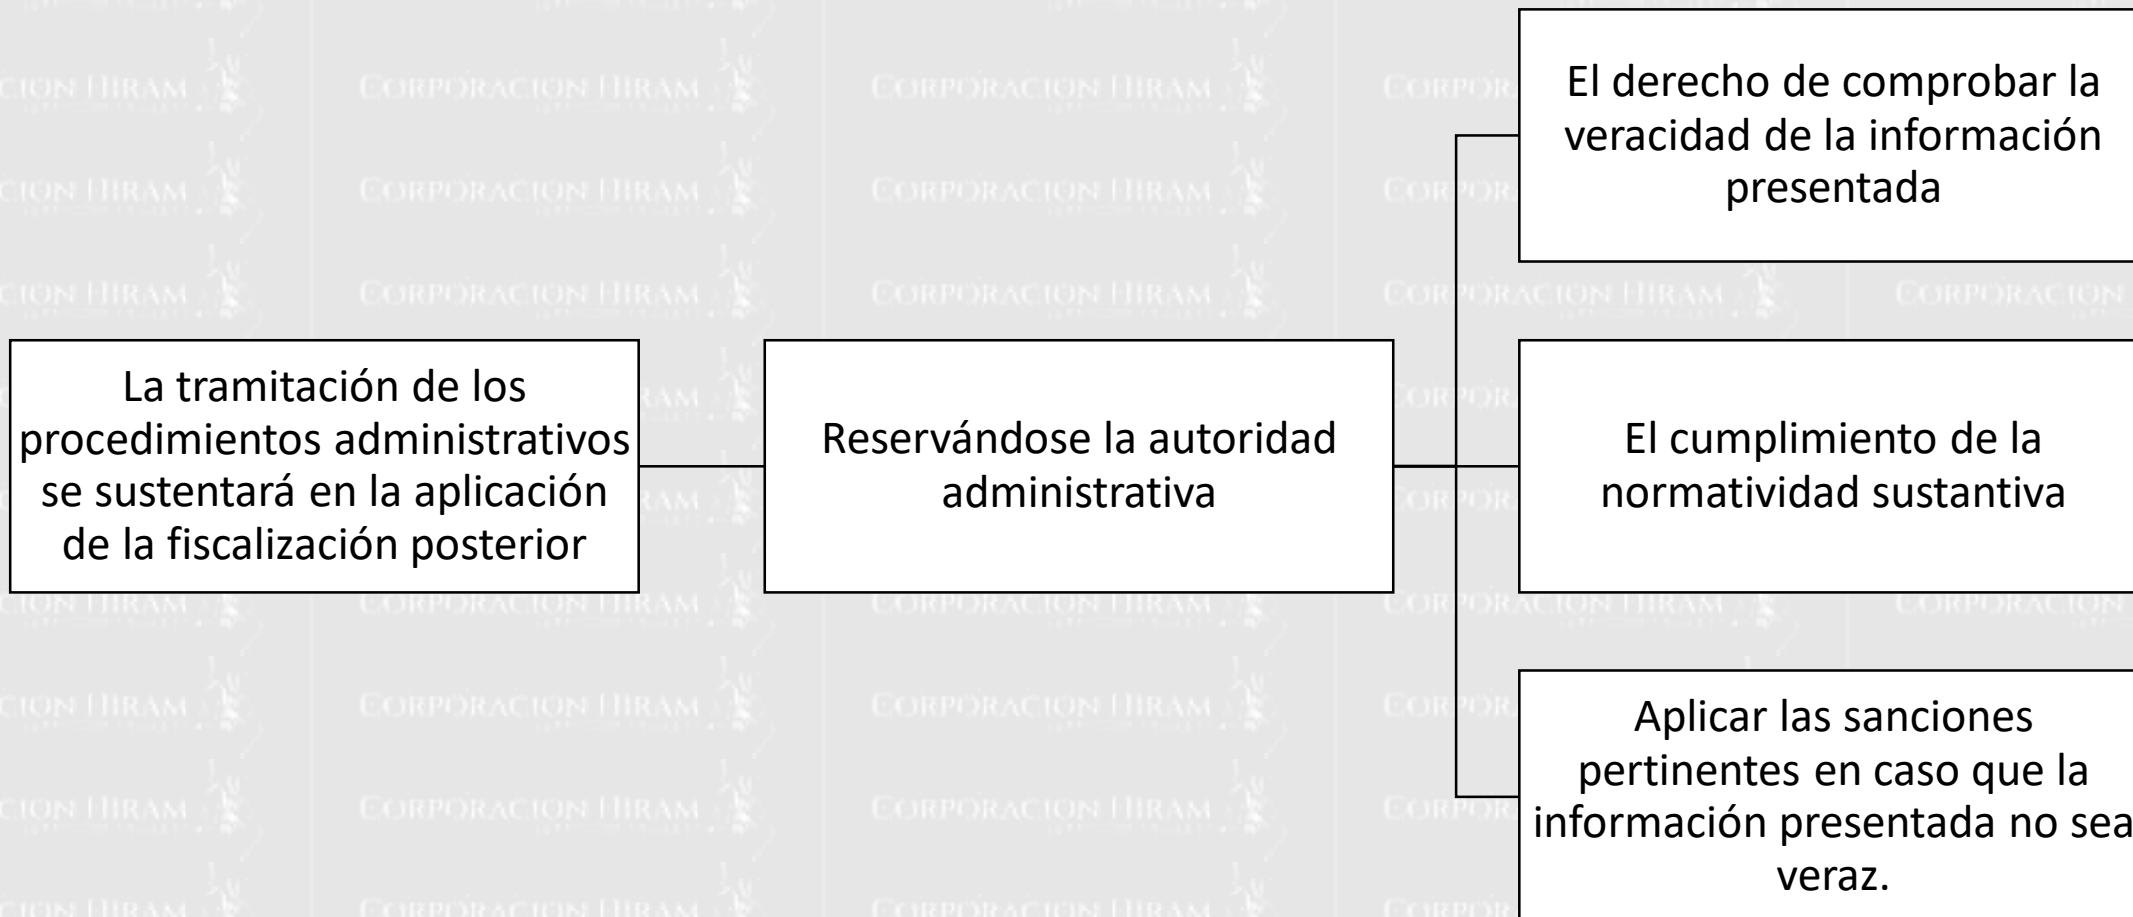 La tramitación de los
procedimientos administrativos
se sustentará en la aplicación
de la fiscalización posterior
Reservándose la autoridad
administrativa
El derecho de comprobar la
veracidad de la información
presentada
El cumplimiento de la
normatividad sustantiva
Aplicar las sanciones
pertinentes en caso que la
información presentada no sea
veraz.
CORPORACION HIRAM